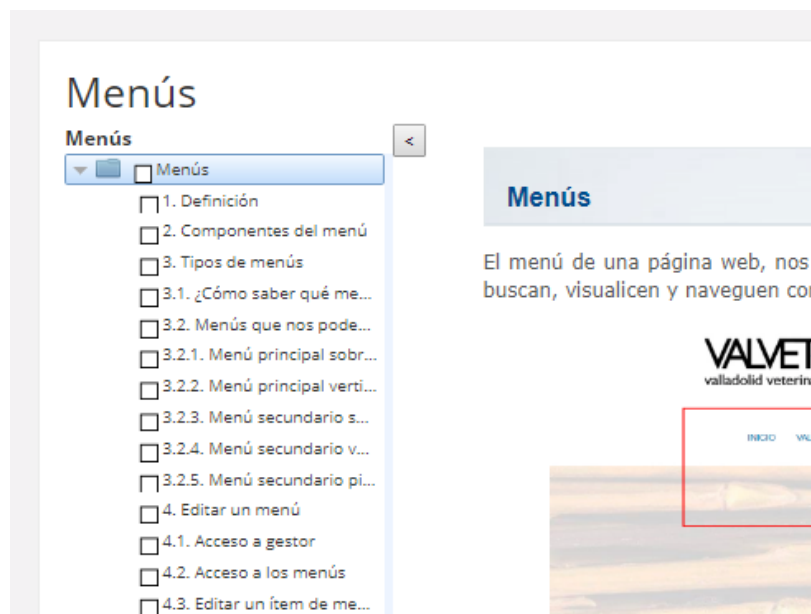 Menús
Menús
<
Menús
1. Definición
2. Componentes del menú
3. Tipos de menús
3.1. ¿Cómo saber qué me...
3.2. Menús que nos pode...
3.2.1. Menú principal sobr...
3.2.2. Menú principal verti...
3.2.3. Menú secundario s...
3.2.4. Menú secundario v...
3.2.5. Menú secundario pi...
4. Editar un menú
4.1. Acceso a gestor
4.2. Acceso a los menús
4.3. Editar un ítem de me...
Menús
El menú de una página web, nos
buscan, visualicen y naveguen co
VALVET
valladolid veterin
INICIO VAL